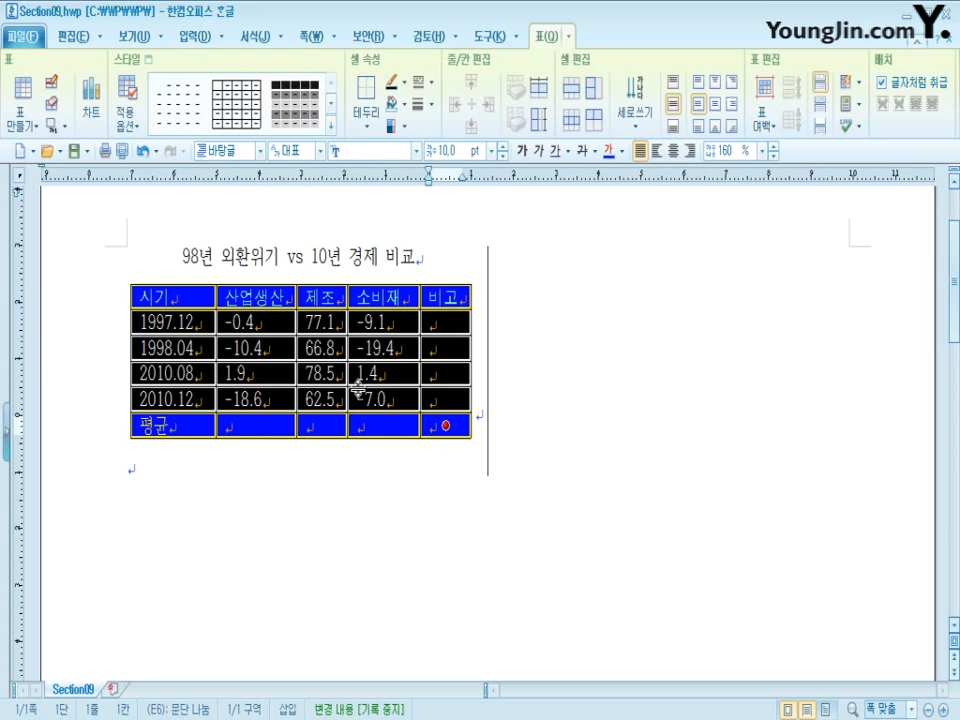 Section09.hwp [C:\WWPWWPW] - 한컴오피스 한글
YoungJin.com Y.
파일(F) 편집(E) 보기(U) 입력(D) 서식(J) 쪽(W) 보안(B) 검토(H) 도구(K) 표(Q)
표 스타일 셀 속성 줄/칸 편집 셀 편집 표 편집 배치
표 만들기 차트 적용 옵션 테두리 세로쓰기 표 여백 글자처럼 취급
바탕글 대표 10,0 pt 가 가 가 가 가 160 %
98년 외환위기 vs 10년 경제 비교
시기 산업생산 제조 소비재 비고
1997.12 -0.4 77.1 -9.1
1998.04 -10.4 66.8 -19.4
2010.08 1.9 78.5 1.4
2010.12 -18.6 62.5 -7.0
평균
Section09
1/1쪽 1단 1줄 1칸 (E6): 문단 나눔 1/1 구역 삽입 변경 내용 [기록 중지] 폭 맞춤